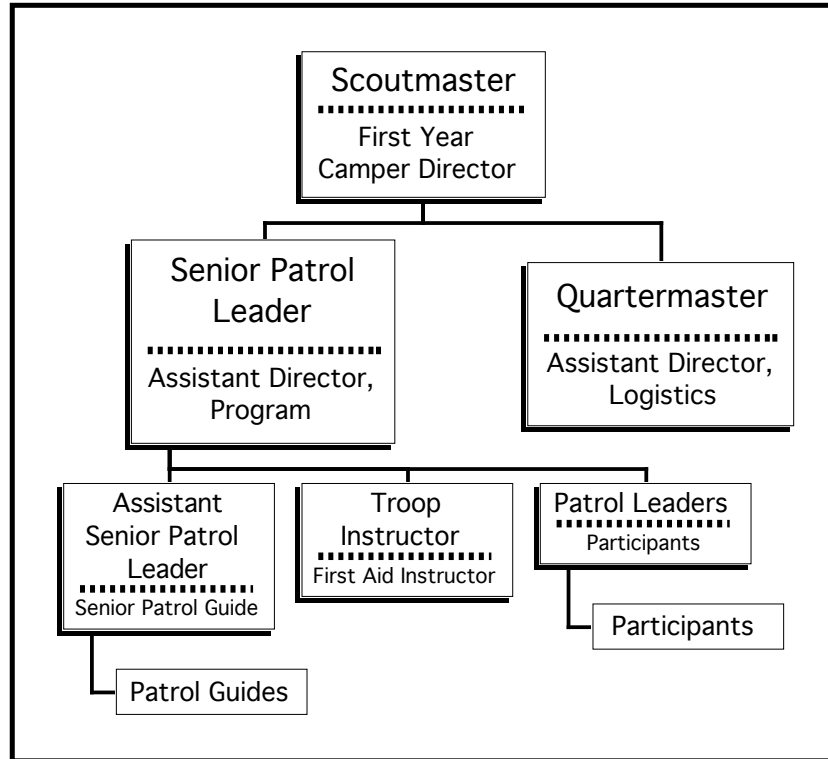 Scoutmaster
First Year
Camper Director
Senior Patrol
Leader
Assistant Director,
Program
Quartermaster
Assistant Director,
Logistics
Assistant
Senior Patrol
Leader
Senior Patrol Guide
Troop
Instructor
First Aid Instructor
Patrol Leaders
Participants
Participants
Patrol Guides